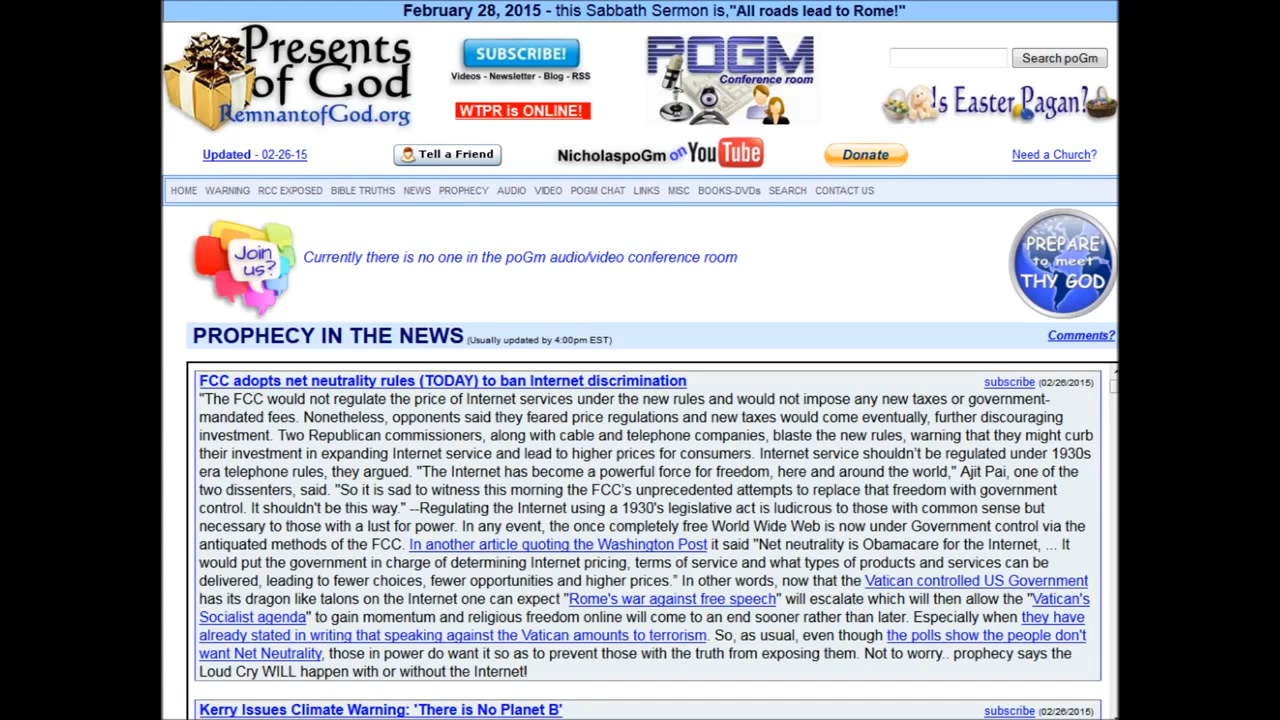 February 28, 2015 - this Sabbath Sermon is,"All roads lead to Rome!"
Presents of God
RemnantofGod.org
SUBSCRIBE!
Videos - Newsletter - Blog - RSS
WTPR is ONLINE!
POGM
Conference room
Search poGm
Is Easter Pagan?
Updated - 02-26-15
Tell a Friend
NicholaspoGm on YouTube
Donate
Need a Church?
HOME WARNING RCC EXPOSED BIBLE TRUTHS NEWS PROPHECY AUDIO VIDEO POGM CHAT LINKS MISC BOOKS-DVDs SEARCH CONTACT US
Join us?
Currently there is no one in the poGm audio/video conference room
PREPARE
to meet
THY GOD
PROPHECY IN THE NEWS (Usually updated by 4:00pm EST)
Comments?
FCC adopts net neutrality rules (TODAY) to ban Internet discrimination
subscribe (02/26/2015)
"The FCC would not regulate the price of Internet services under the new rules and would not impose any new taxes or government-
mandated fees. Nonetheless, opponents said they feared price regulations and new taxes would come eventually, further discouraging
investment. Two Republican commissioners, along with cable and telephone companies, blaste the new rules, warning that they might curb
their investment in expanding Internet service and lead to higher prices for consumers. Internet service shouldn't be regulated under 1930s
era telephone rules, they argued. "The Internet has become a powerful force for freedom, here and around the world," Ajit Pai, one of the
two dissenters, said. "So it is sad to witness this morning the FCC's unprecedented attempts to replace that freedom with government
control. It shouldn't be this way." --Regulating the Internet using a 1930's legislative act is ludicrous to those with common sense but
necessary to those with a lust for power. In any event, the once completely free World Wide Web is now under Government control via the
antiquated methods of the FCC. In another article quoting the Washington Post it said "Net neutrality is Obamacare for the Internet, ... It
would put the government in charge of determining Internet pricing, terms of service and what types of products and services can be
delivered, leading to fewer choices, fewer opportunities and higher prices." In other words, now that the Vatican controlled US Government
has its dragon like talons on the Internet one can expect "Rome's war against free speech" will escalate which will then allow the "Vatican's
Socialist agenda" to gain momentum and religious freedom online will come to an end sooner rather than later. Especially when they have
already stated in writing that speaking against the Vatican amounts to terrorism. So, as usual, even though the polls show the people don't
want Net Neutrality, those in power do want it so as to prevent those with the truth from exposing them. Not to worry.. prophecy says the
Loud Cry WILL happen with or without the Internet!
Kerry Issues Climate Warning: 'There is No Planet B'
subscribe (02/26/2015)